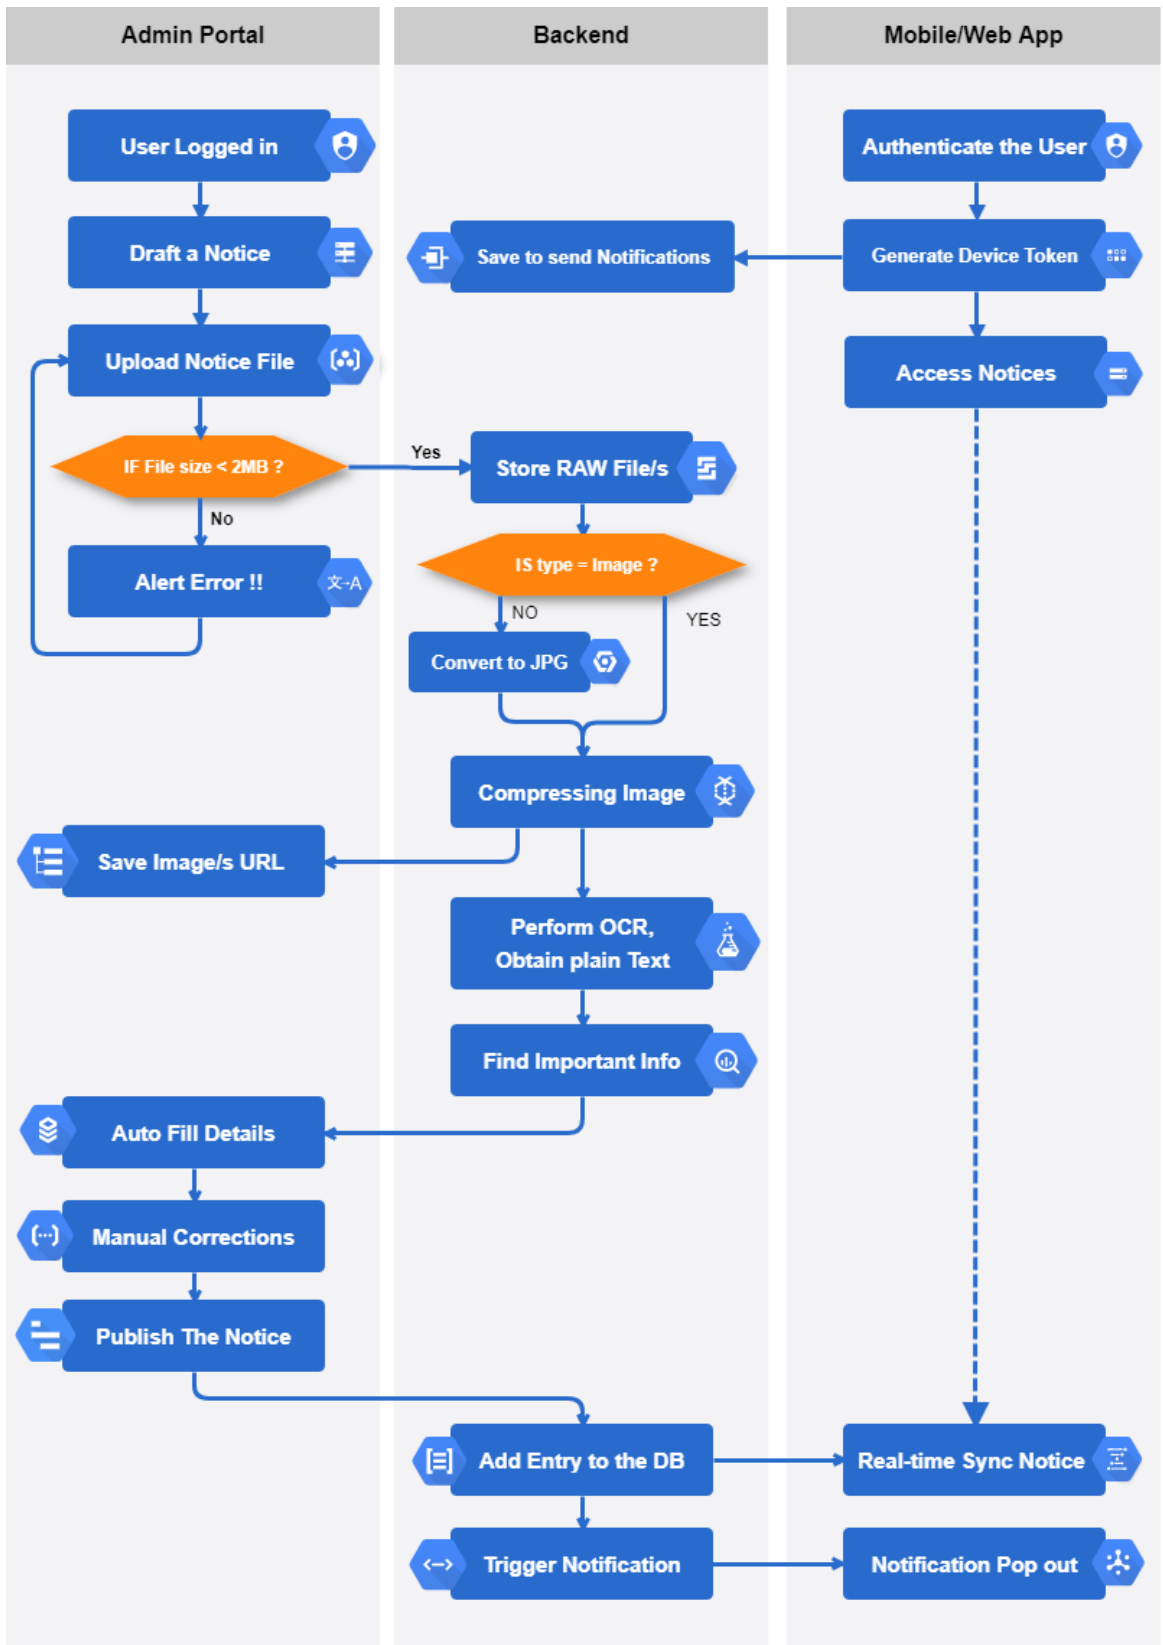 Admin Portal
Backend
Mobile/Web App
User Logged in
Authenticate the User
Draft a Notice
Save to send Notifications
Generate Device Token
Upload Notice File
Access Notices
IF File size < 2MB ?
Yes
Store RAW File/s
No
IS type = Image ?
Alert Error !!
文→A
NO
YES
Convert to JPG
Compressing Image
Save Image/s URL
Perform OCR,
Obtain plain Text
Find Important Info
Auto Fill Details
Manual Corrections
Publish The Notice
Add Entry to the DB
Real-time Sync Notice
Trigger Notification
Notification Pop out